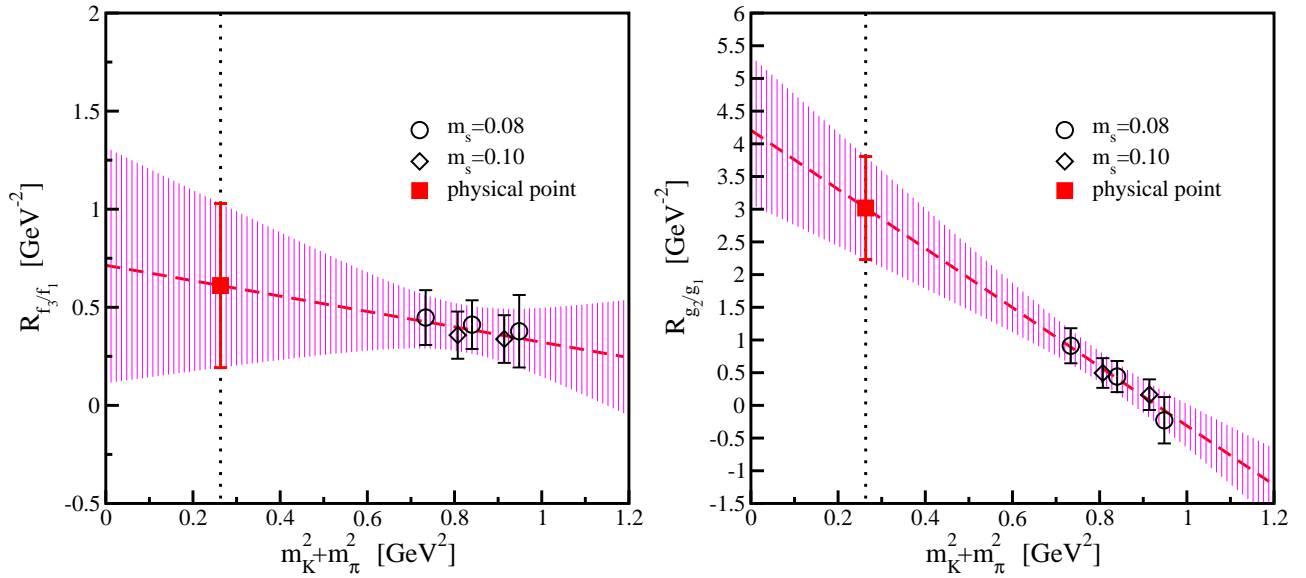 2
1.5
1
0.5
0
-0.5
R_{f_3/f_1} [GeV^{-2}]
m_s=0.08
m_s=0.10
physical point
0 0.2 0.4 0.6 0.8 1 1.2
m_K^2+m_π^2 [GeV^2]
6
5.5
5
4.5
4
3.5
3
2.5
2
1.5
1
0.5
0
-0.5
-1
-1.5
R_{g_2/g_1} [GeV^{-2}]
m_s=0.08
m_s=0.10
physical point
0 0.2 0.4 0.6 0.8 1 1.2
m_K^2+m_π^2 [GeV^2]